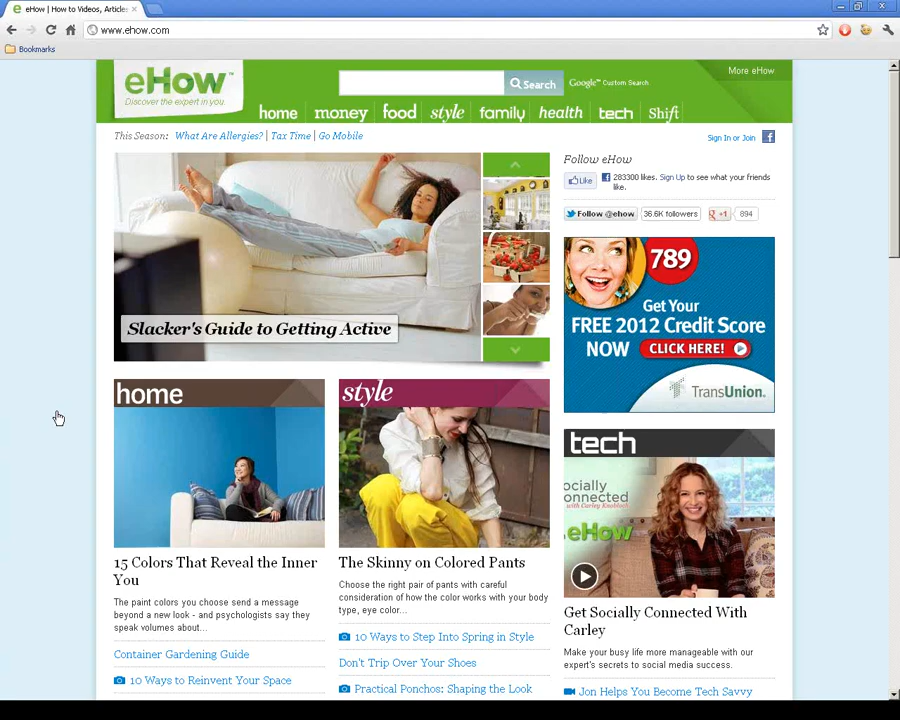 eHow | How to Videos, Articles
www.ehow.com
Bookmarks
eHow™
Discover the expert in you.
Search
Google™ Custom Search
More eHow
home money food style family health tech Shift
This Season: What Are Allergies? | Tax Time | Go Mobile
Sign In or Join
Slacker's Guide to Getting Active
Follow eHow
Like 283300 likes. Sign Up to see what your friends
like.
Follow @ehow 36.6K followers +1 894
789
Get Your
FREE 2012 Credit Score
NOW CLICK HERE!
TransUnion.
home
15 Colors That Reveal the Inner
You
The paint colors you choose send a message
beyond a new look - and psychologists say they
speak volumes about...
Container Gardening Guide
10 Ways to Reinvent Your Space
style
The Skinny on Colored Pants
Choose the right pair of pants with careful
consideration of how the color works with your body
type, eye color...
10 Ways to Step Into Spring in Style
Don't Trip Over Your Shoes
Practical Ponchos: Shaping the Look
tech
ocially
onnected
with Carley Knobloch
eHow
Get Socially Connected With
Carley
Make your busy life more manageable with our
expert's secrets to social media success.
Jon Helps You Become Tech Savvy